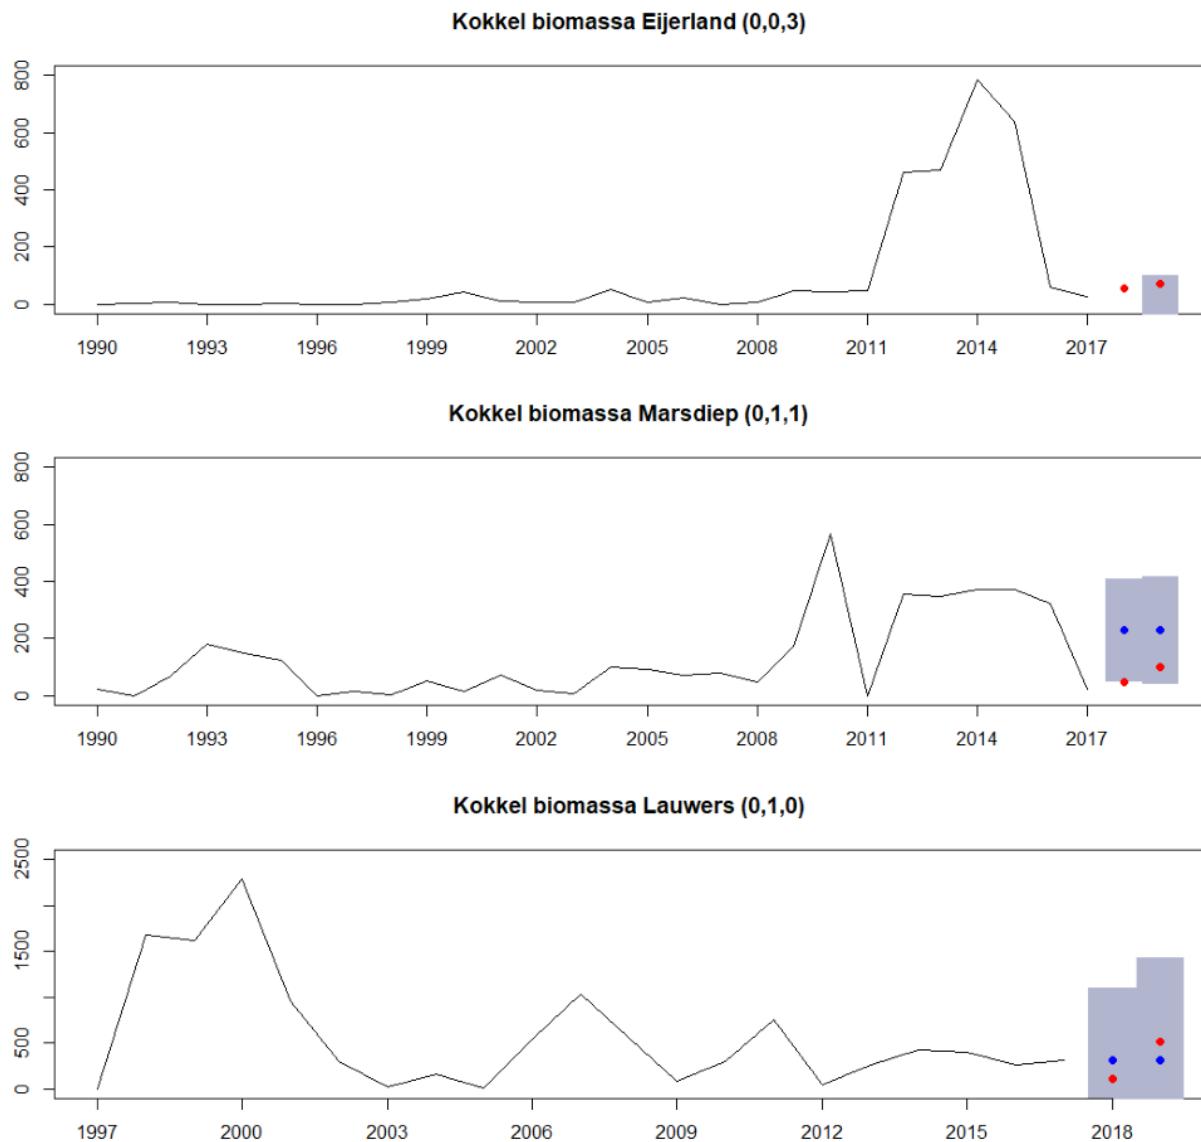 Kokkel biomassa Eijerland (0,0,3)
800
600
400
200
0
1990 1993 1996 1999 2002 2005 2008 2011 2014 2017
Kokkel biomassa Marsdiep (0,1,1)
800
600
400
200
0
1990 1993 1996 1999 2002 2005 2008 2011 2014 2017
Kokkel biomassa Lauwers (0,1,0)
2500
1500
500
0
1997 2000 2003 2006 2009 2012 2015 2018